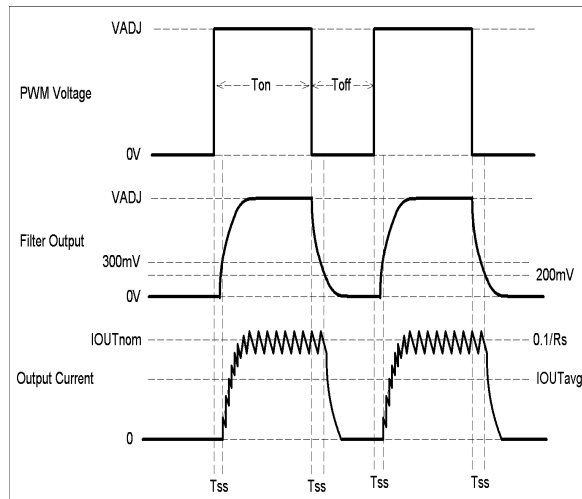 VADJ
Ton
Toff
PWM Voltage
0V
VADJ
Filter Output
300mV
200mV
0V
IOUTnom
0.1/Rs
Output Current
IOUTavg
0
Tss
Tss
Tss
Tss